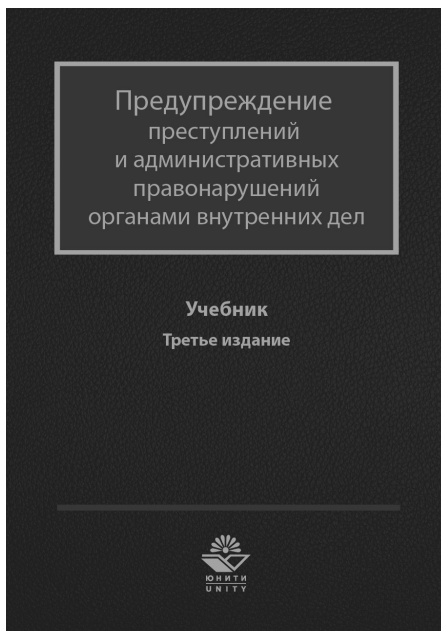 Предупреждение
преступлений
и административных
правонарушений
органами внутренних дел
Учебник
Третье издание
ЮНИТИ
UNITY